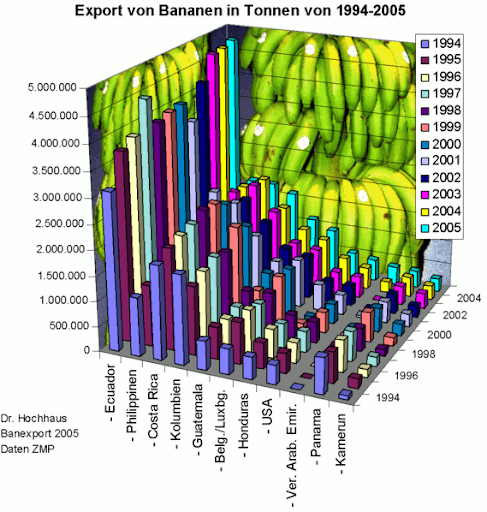 Export von Bananen in Tonnen von 1994-2005
1994
1995
1996
1997
1998
1999
2000
2001
2002
2003
2004
2005
5.000.000
4.500.000
4.000.000
3.500.000
3.000.000
2.500.000
2.000.000
1.500.000
1.000.000
500.000
0
2004
2002
2000
1998
1996
1994
- Ecuador
- Philippinen
- Costa Rica
- Kolumbien
- Guatemala
- Belg./Luxbg.
- Honduras
- USA
- Ver. Arab. Emir.
- Panama
- Kamerun
Dr. Hochhaus
Banexport 2005
Daten ZMP